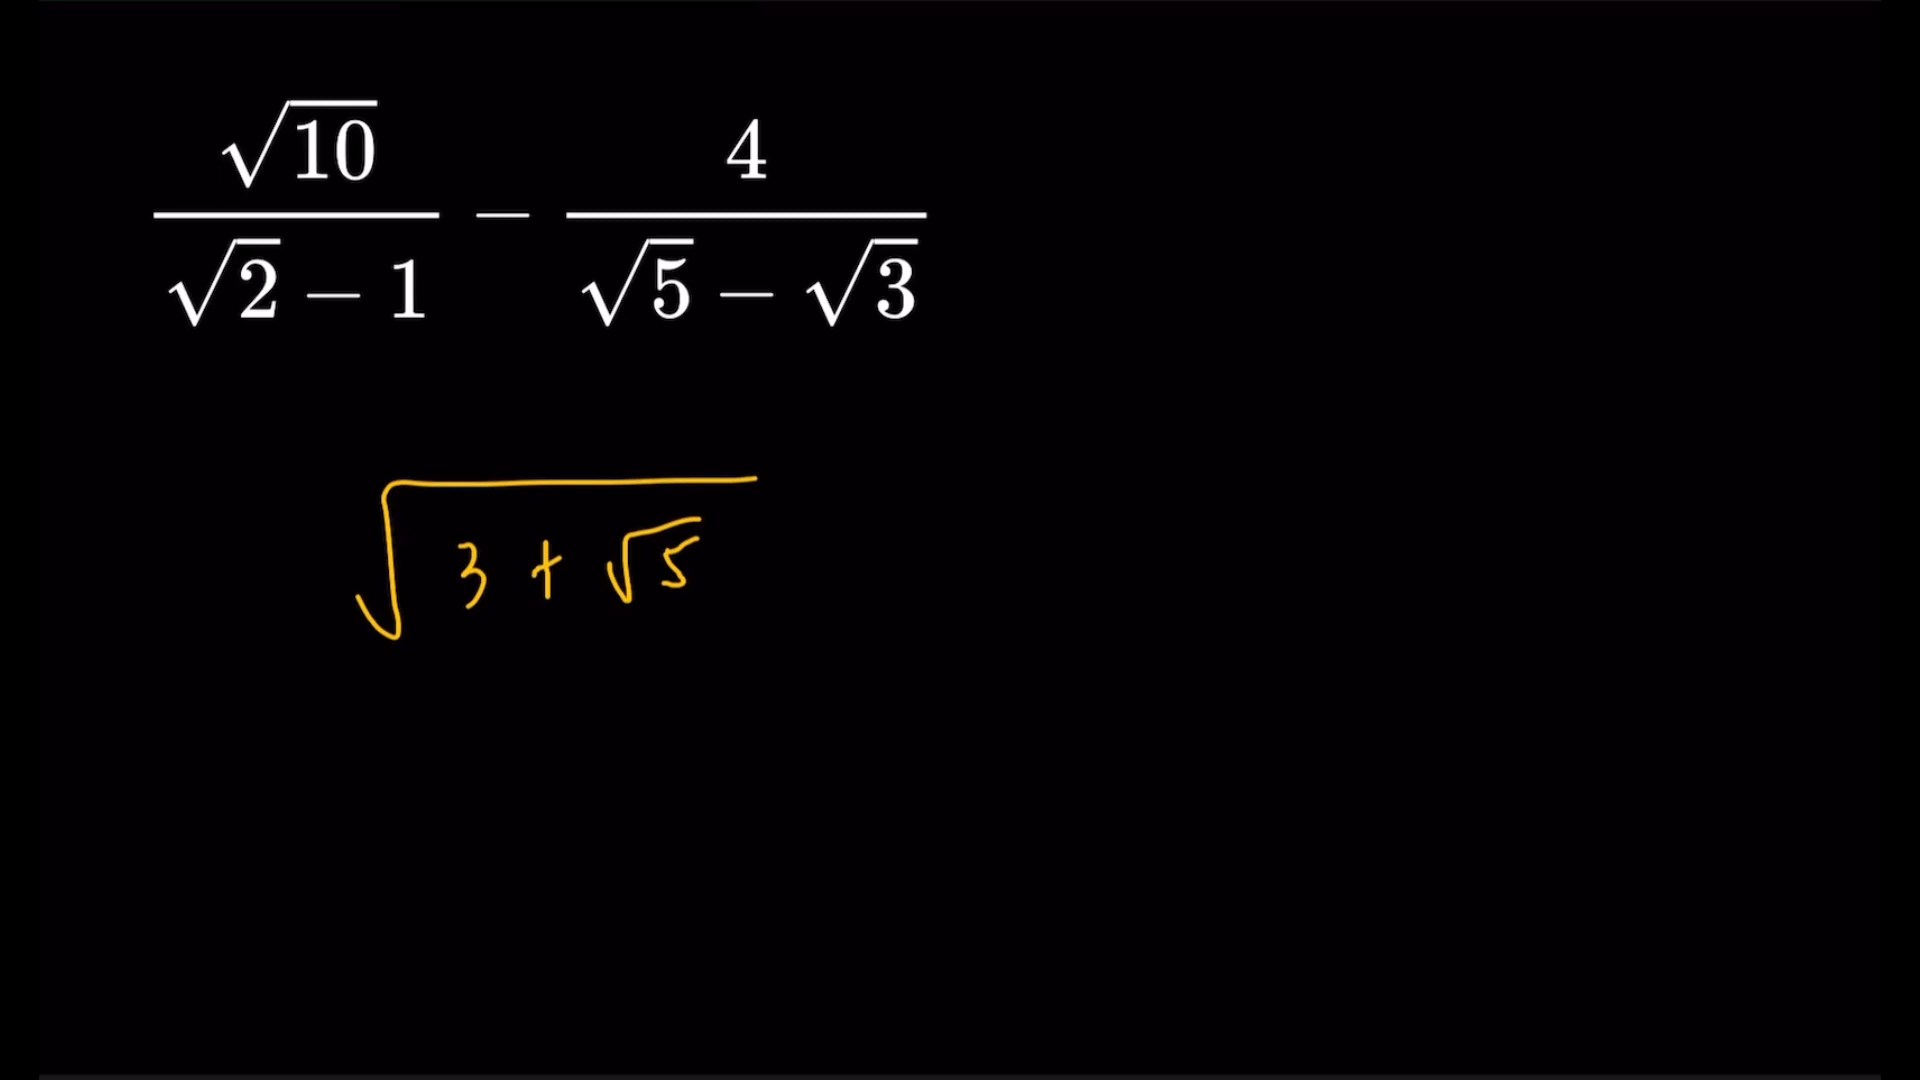 √10 / (√2 − 1) − 4 / (√5 − √3)
√(3 + √5)